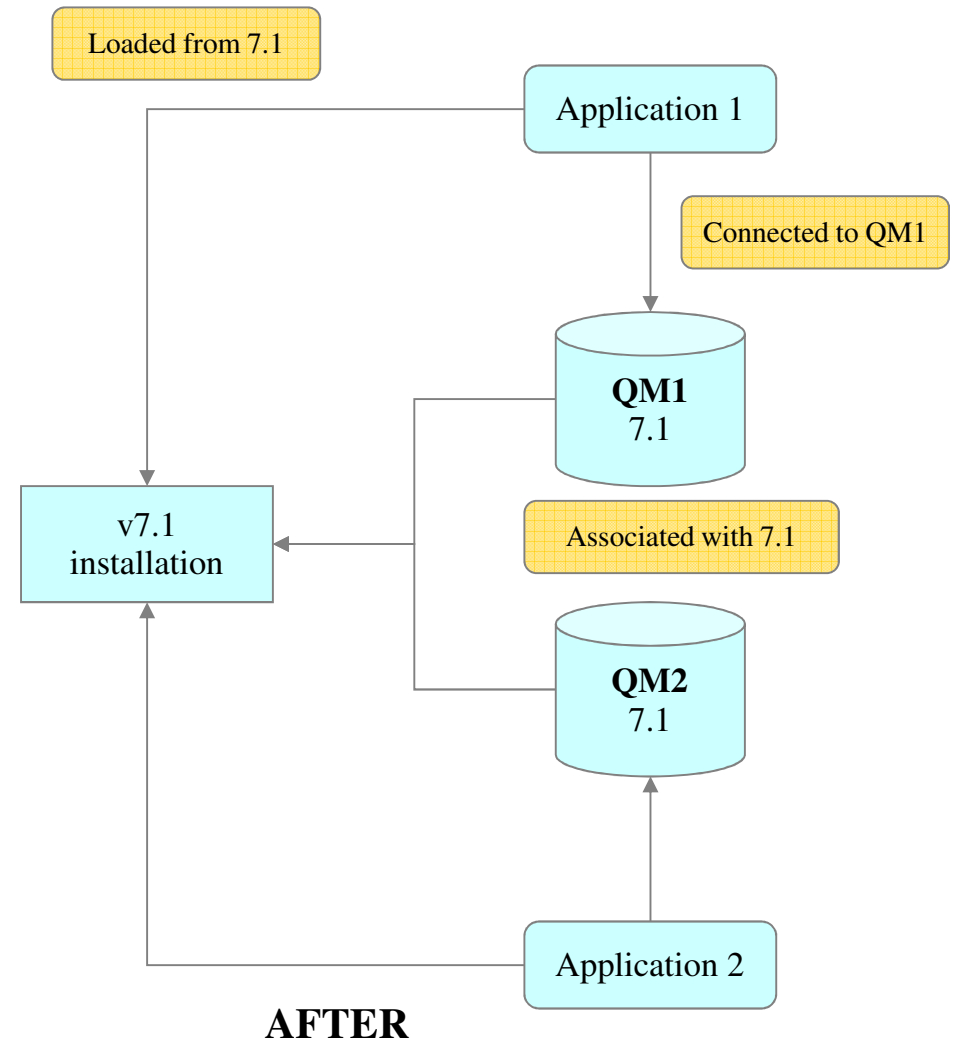 Loaded from 7.1
Application 1
Connected to QM1
QM1
7.1
v7.1
installation
Associated with 7.1
QM2
7.1
Application 2
AFTER